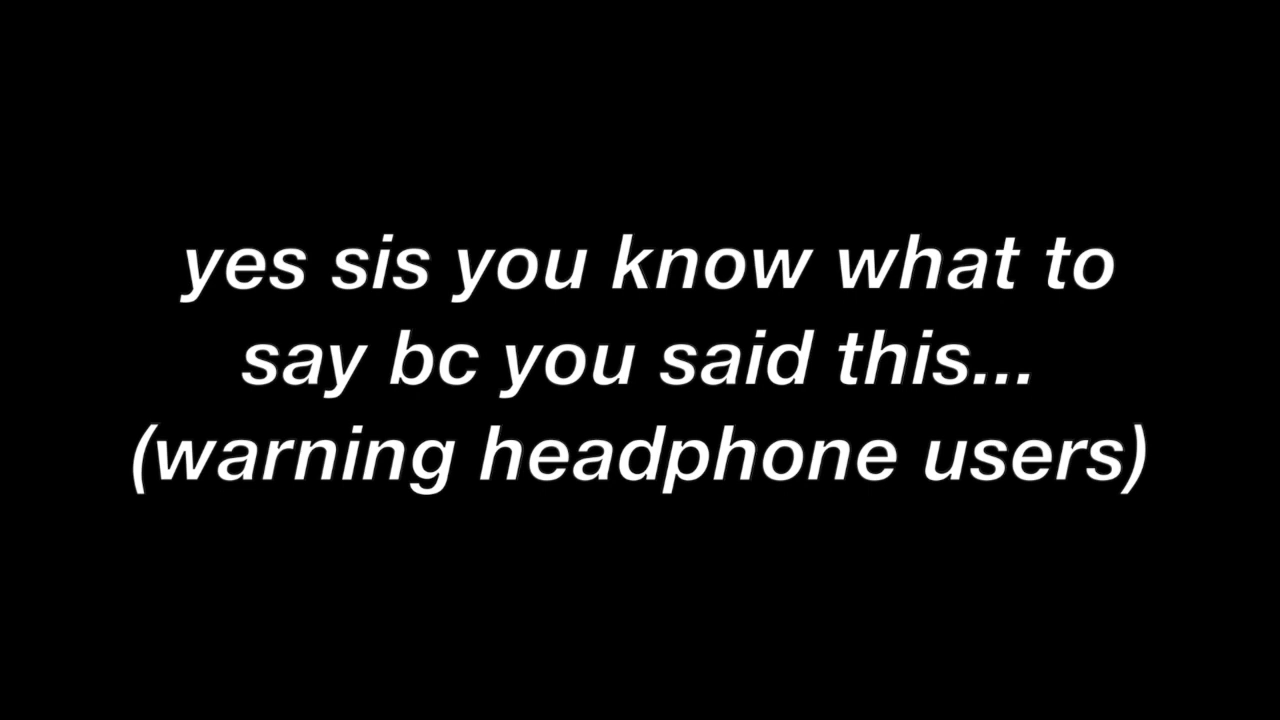 yes sis you know what to
say bc you said this...
(warning headphone users)